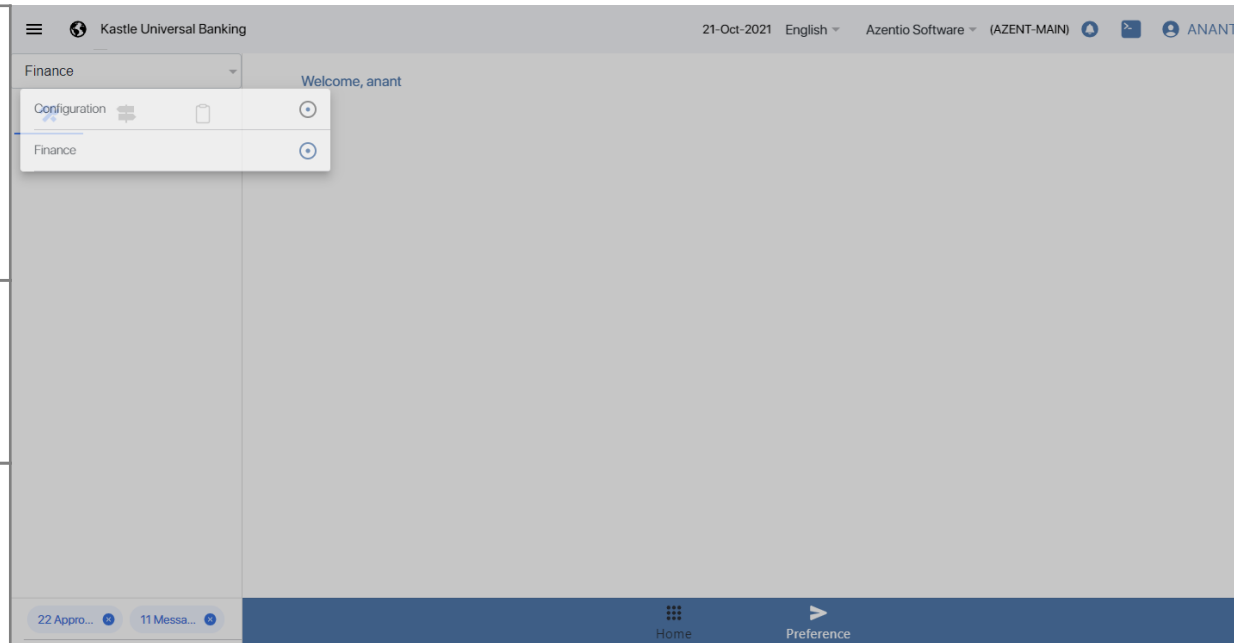 Kastle Universal Banking 21-Oct-2021 English Azentio Software (AZENT-MAIN) ANANT
Finance
Welcome, anant
Configuration
Finance
22 Appro... 11 Messa...
Home Preference